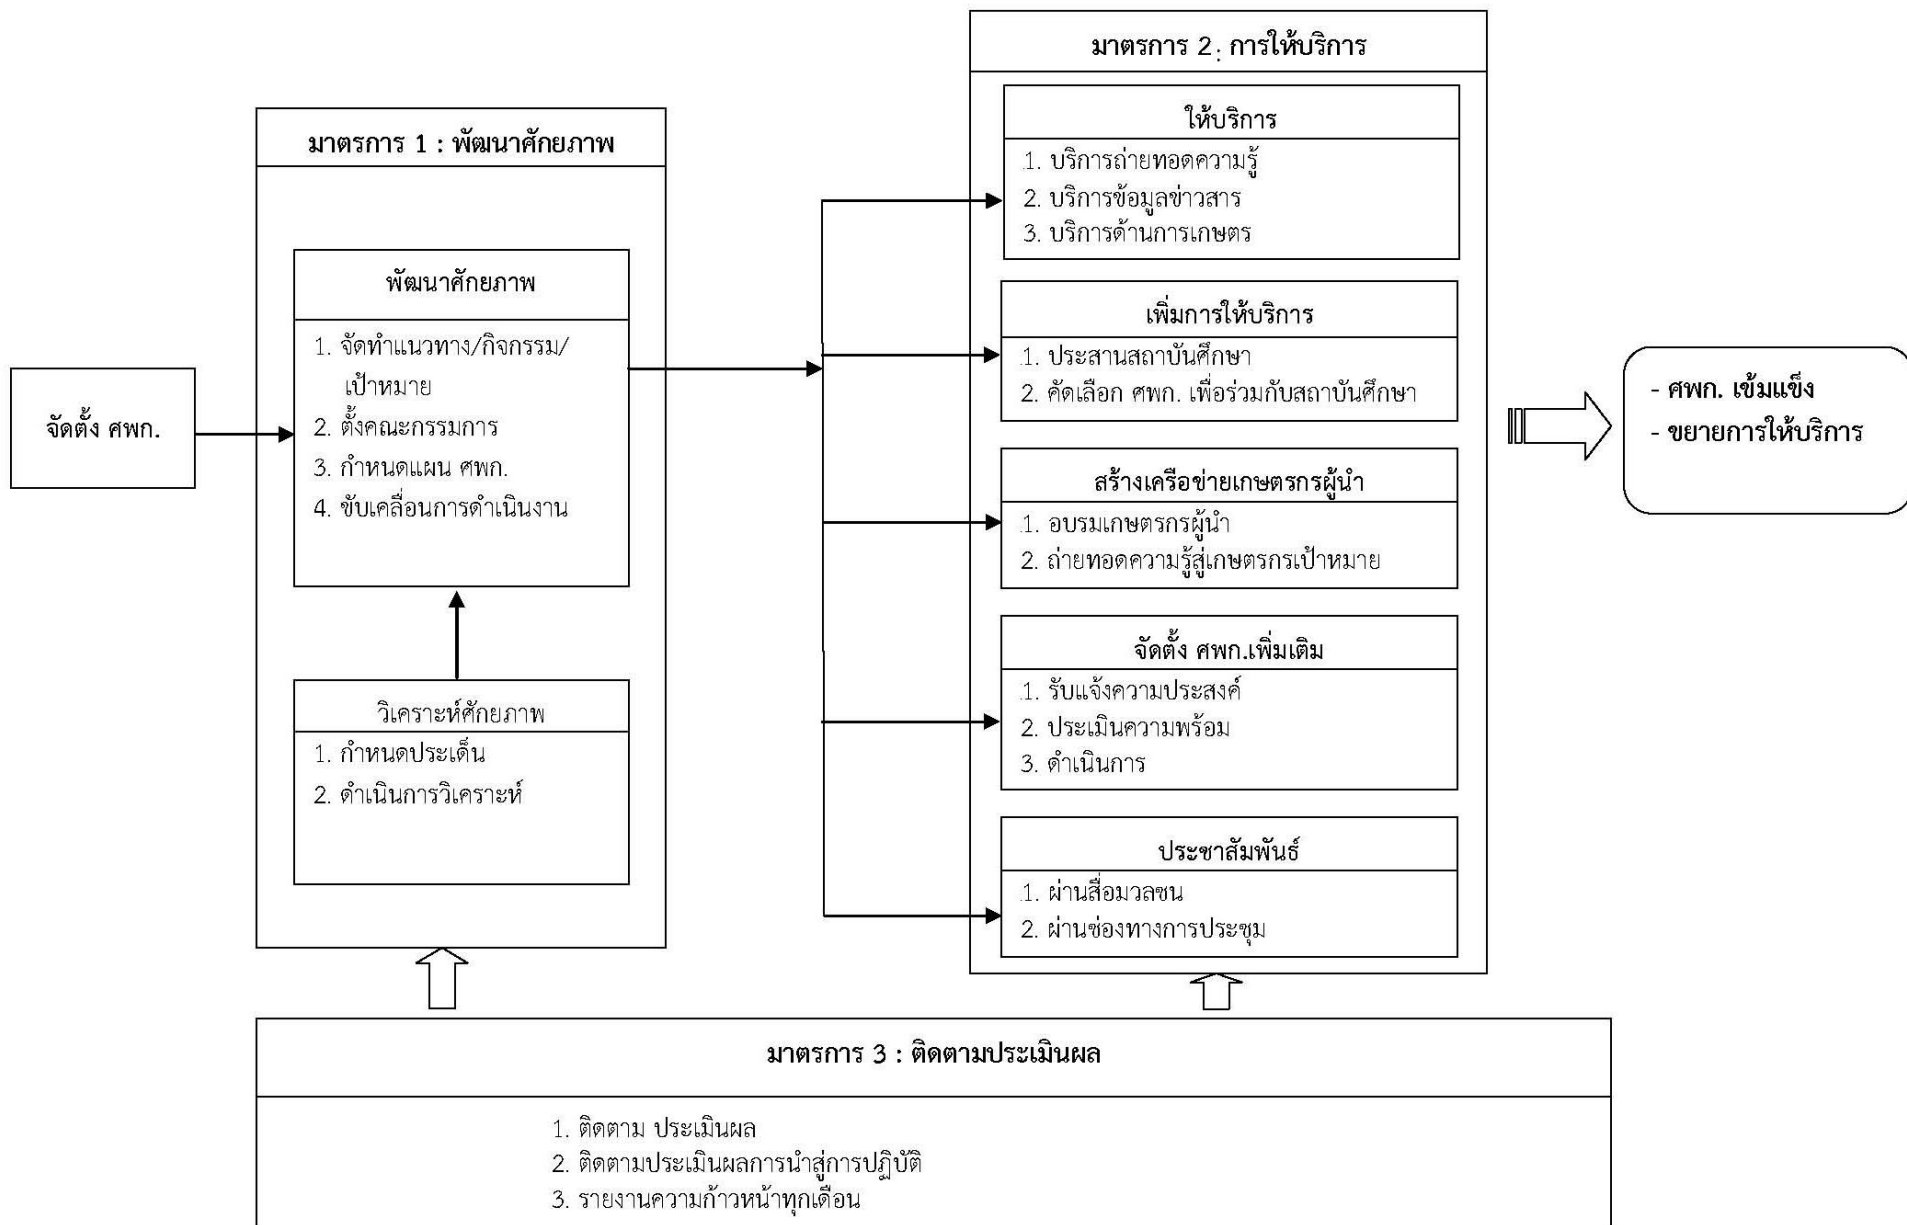 จัดตั้ง ศพก.
มาตรการ 1 : พัฒนาศักยภาพ
พัฒนาศักยภาพ
1. จัดทำแนวทาง/กิจกรรม/
เป้าหมาย
2. ตั้งคณะกรรมการ
3. กำหนดแผน ศพก.
4. ขับเคลื่อนการดำเนินงาน
วิเคราะห์ศักยภาพ
1. กำหนดประเด็น
2. ดำเนินการวิเคราะห์
มาตรการ 2 : การให้บริการ
ให้บริการ
1. บริการถ่ายทอดความรู้
2. บริการข้อมูลข่าวสาร
3. บริการด้านการเกษตร
เพิ่มการให้บริการ
1. ประสานสถาบันศึกษา
2. คัดเลือก ศพก. เพื่อร่วมกับสถาบันศึกษา
สร้างเครือข่ายเกษตรกรผู้นำ
1. อบรมเกษตรกรผู้นำ
2. ถ่ายทอดความรู้สู่เกษตรกรเป้าหมาย
จัดตั้ง ศพก.เพิ่มเติม
1. รับแจ้งความประสงค์
2. ประเมินความพร้อม
3. ดำเนินการ
ประชาสัมพันธ์
1. ผ่านสื่อมวลชน
2. ผ่านช่องทางการประชุม
- ศพก. เข้มแข็ง
- ขยายการให้บริการ
มาตรการ 3 : ติดตามประเมินผล
1. ติดตาม ประเมินผล
2. ติดตามประเมินผลการนำสู่การปฏิบัติ
3. รายงานความก้าวหน้าทุกเดือน